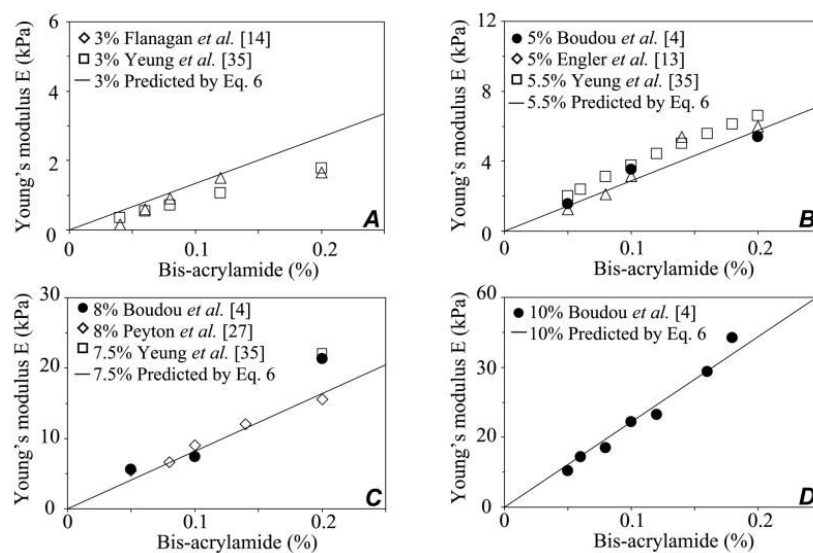 Young's modulus E (kPa)
6
4
2
0
◇ 3% Flanagan et al. [14]
□ 3% Yeung et al. [35]
— 3% Predicted by Eq. 6
A
0
0.1
0.2
Bis-acrylamide (%)
Young's modulus E (kPa)
12
8
4
0
● 5% Boudou et al. [4]
◇ 5% Engler et al. [13]
□ 5.5% Yeung et al. [35]
— 5.5% Predicted by Eq. 6
B
0
0.1
0.2
Bis-acrylamide (%)
Young's modulus E (kPa)
30
20
10
0
● 8% Boudou et al. [4]
◇ 8% Peyton et al. [27]
□ 7.5% Yeung et al. [35]
— 7.5% Predicted by Eq. 6
C
0
0.1
0.2
Bis-acrylamide (%)
Young's modulus E (kPa)
60
30
20
0
● 10% Boudou et al. [4]
— 10% Predicted by Eq. 6
D
0
0.1
0.2
Bis-acrylamide (%)